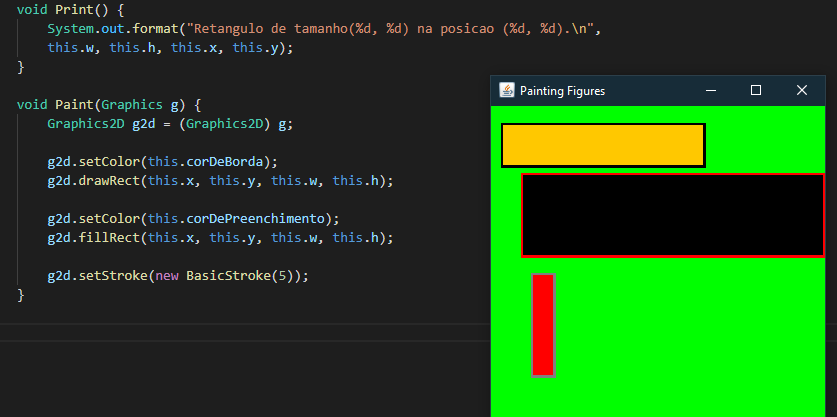 void Print() {
System.out.format("Retangulo de tamanho(%d, %d) na posicao (%d, %d).\n",
this.w, this.h, this.x, this.y);
}
void Paint(Graphics g) {
Graphics2D g2d = (Graphics2D) g;
g2d.setColor(this.corDeBorda);
g2d.drawRect(this.x, this.y, this.w, this.h);
g2d.setColor(this.corDePreenchimento);
g2d.fillRect(this.x, this.y, this.w, this.h);
g2d.setStroke(new BasicStroke(5));
}
Painting Figures